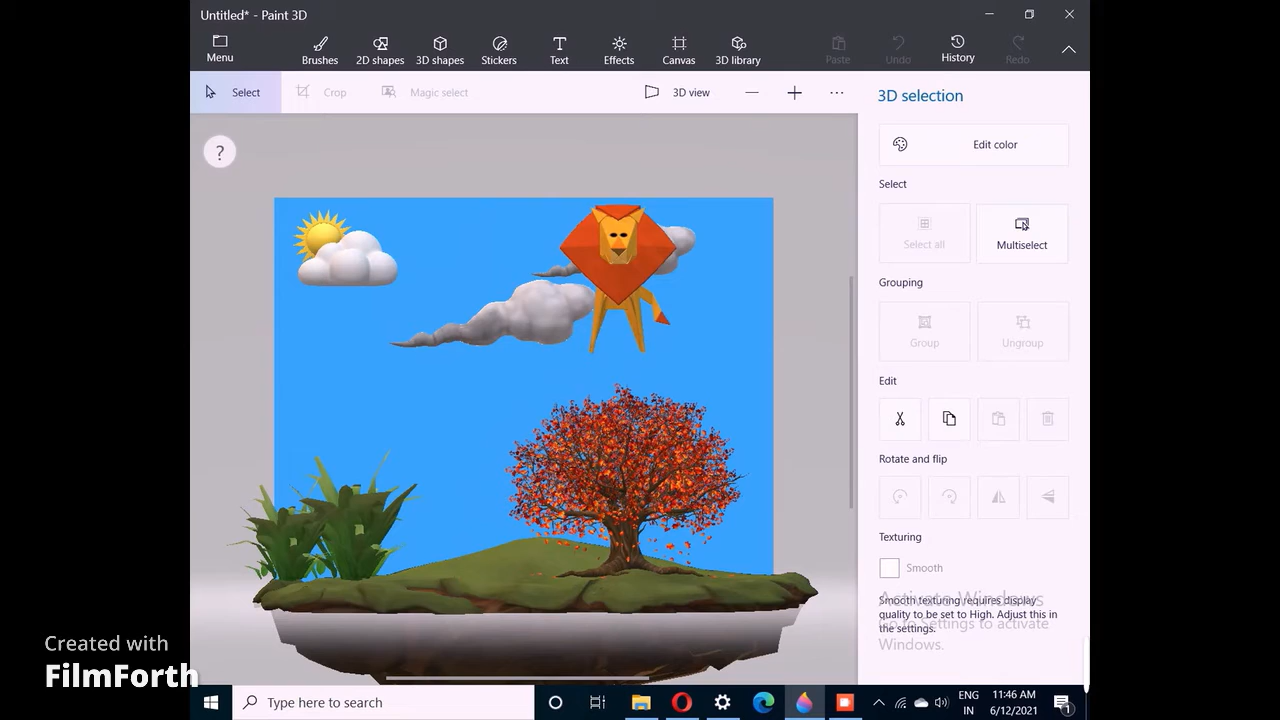 Untitled* - Paint 3D
Menu
Brushes
2D shapes
3D shapes
Stickers
Text
Effects
Canvas
3D library
Paste
Undo
History
Redo
Select
Crop
Magic select
3D view
?
3D selection
Edit color
Select
Select all
Multiselect
Grouping
Group
Ungroup
Edit
Rotate and flip
Texturing
Smooth
Smooth texturing requires display
quality to be set to High. Adjust this in
the settings.
Activate Windows
Go to Settings to activate
Windows.
Created with
FilmForth
Type here to search
ENG
IN
11:46 AM
6/12/2021
1